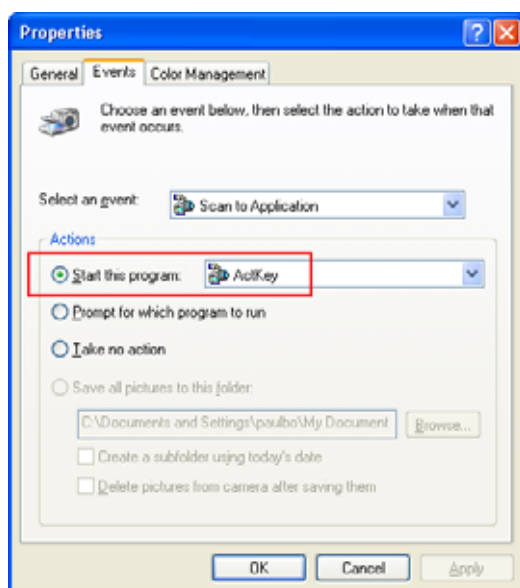 Properties
General Events Color Management
Choose an event below, then select the action to take when that
event occurs.
Select an event: Scan to Application
Actions
Start this program: ActKey
Prompt for which program to run
Take no action
Save all pictures to this folder:
C:\Documents and Settings\paulbo\My Document Browse...
Create a subfolder using today's date
Delete pictures from camera after saving them
OK Cancel Apply